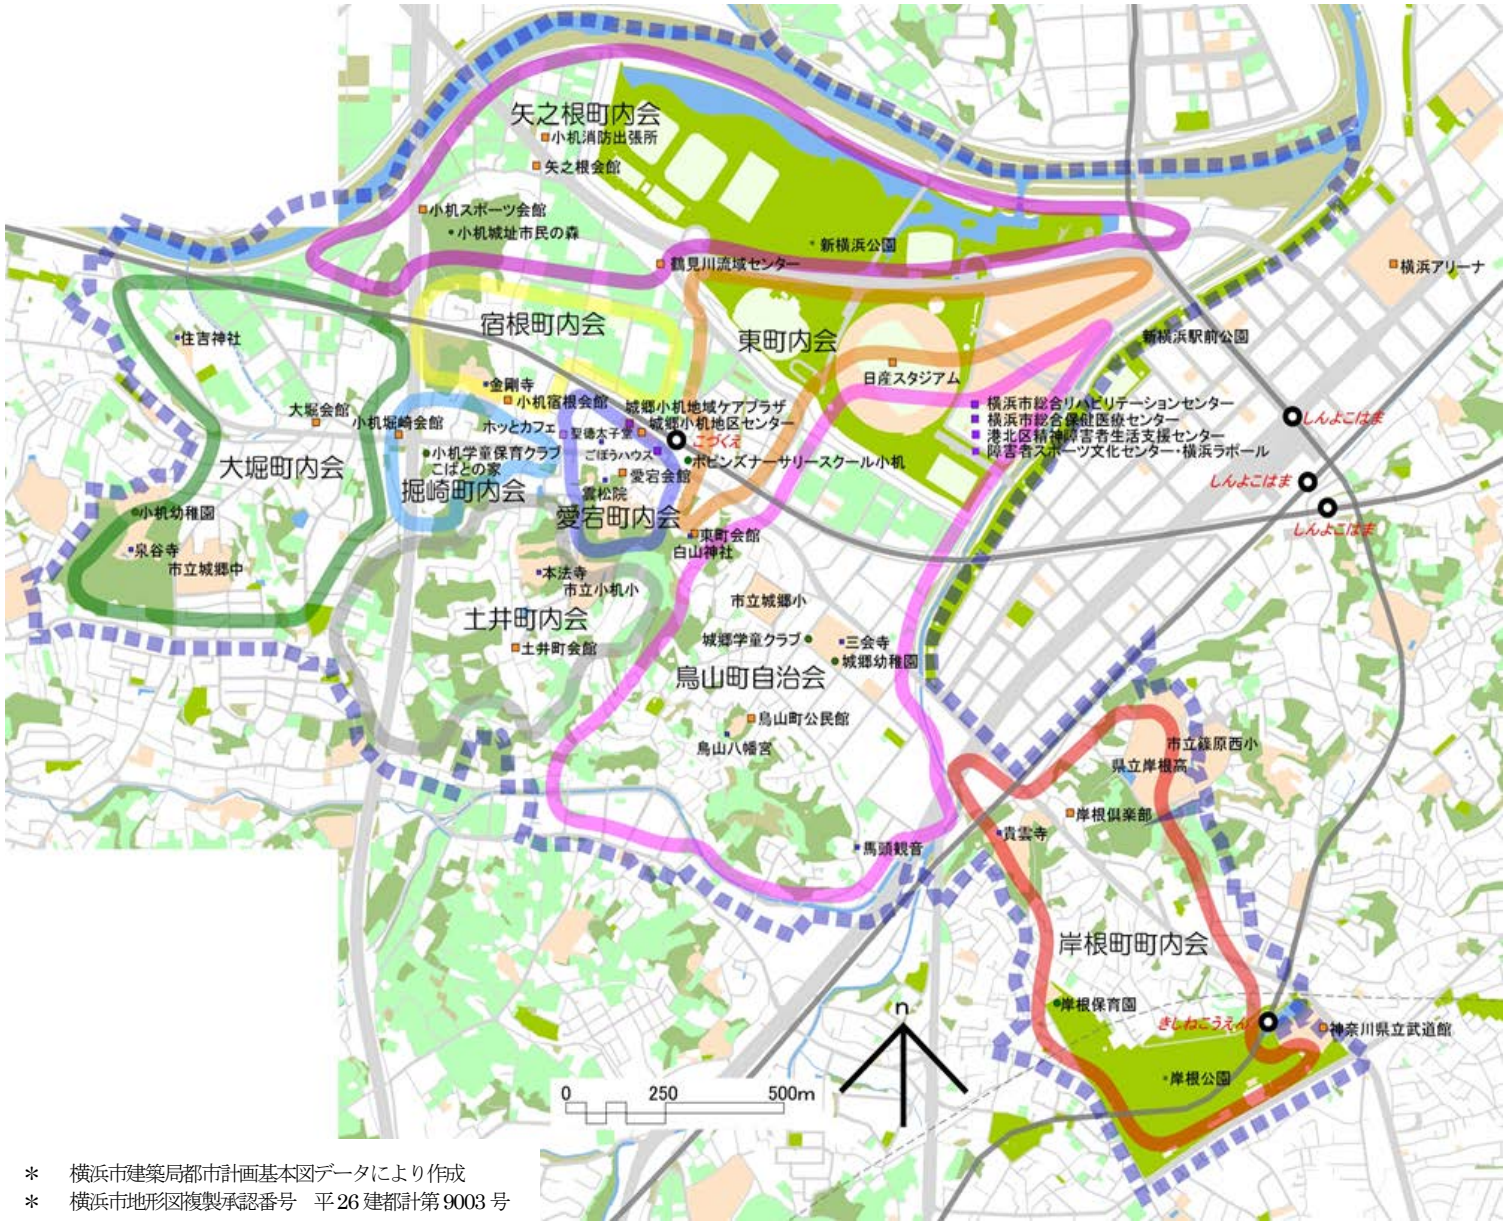 矢之根町内会
小机消防出張所
矢之根会館
小机スポーツ会館
小机城址市民の森
新横浜公園
鶴見川流域センター
横浜アリーナ
宿根町内会
東町内会
新横浜駅前公園
住吉神社
日産スタジアム
金剛寺
小机宿根会館
大堀会館
小机堀崎会館
ホッとカフェ
聖徳太子堂
城郷小机地域ケアプラザ
城郷小机地区センター
こづくえ
横浜市総合リハビリテーションセンター
横浜市総合保健医療センター
港北区精神障害者生活支援センター
障害者スポーツ文化センター・横浜ラポール
しんよこはま
大堀町内会
小机学童保育クラブ
こばとの家
ごぼうハウス
ポピンズナーサリースクール小机
愛宕会館
雲松院
しんよこはま
堀崎町内会
愛宕町内会
しんよこはま
小机幼稚園
東町会館
白山神社
泉谷寺
市立城郷中
本法寺
市立小机小
市立城郷小
土井町内会
土井町会館
城郷学童クラブ
三会寺
城郷幼稚園
鳥山町自治会
鳥山町公民館
鳥山八幡宮
市立篠原西小
県立岸根高
岸根倶楽部
貴雲寺
馬頭観音
岸根町町内会
岸根保育園
きしねこうえん
神奈川県立武道館
岸根公園
n
0 250 500m
* 横浜市建築局都市計画基本図データにより作成
* 横浜市地形図複製承認番号 平26建都計第9003号